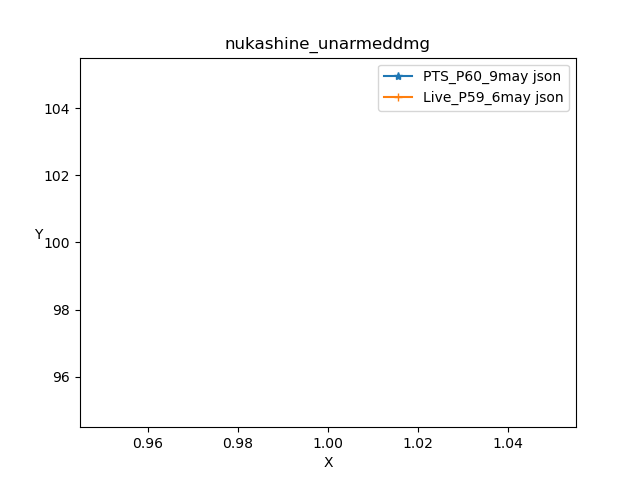 nukashine_unarmeddmg
PTS_P60_9may json
Live_P59_6may json
104
102
Y
100
98
96
0.96 0.98 1.00 1.02 1.04
X